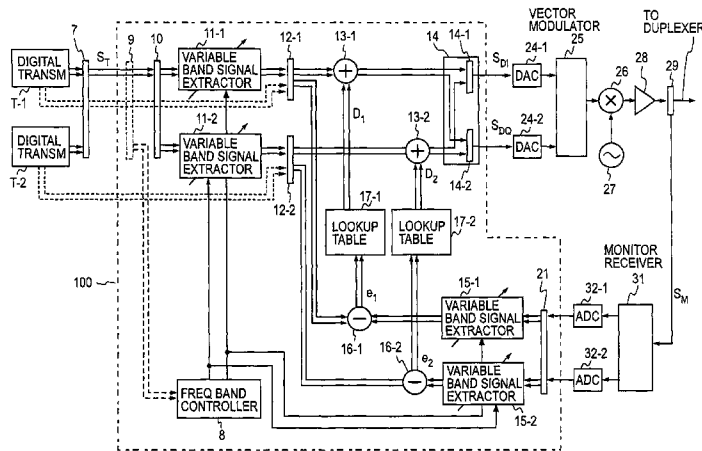 VECTOR
MODULATOR
25
TO
DUPLEXER
7
S_T
9
10
11-1
VARIABLE
BAND SIGNAL
EXTRACTOR
12-1
13-1
14
14-1
S_DI
24-1
DAC
26
28
29
DIGITAL
TRANSM
T-1
D_1
11-2
VARIABLE
BAND SIGNAL
EXTRACTOR
13-2
S_DQ
24-2
DAC
27
DIGITAL
TRANSM
T-2
12-2
D_2
14-2
17-1
LOOKUP
TABLE
17-2
LOOKUP
TABLE
MONITOR
RECEIVER
31
100
e_1
15-1
VARIABLE
BAND SIGNAL
EXTRACTOR
21
32-1
ADC
S_M
16-1
16-2
e_2
VARIABLE
BAND SIGNAL
EXTRACTOR
15-2
32-2
ADC
FREQ BAND
CONTROLLER
8